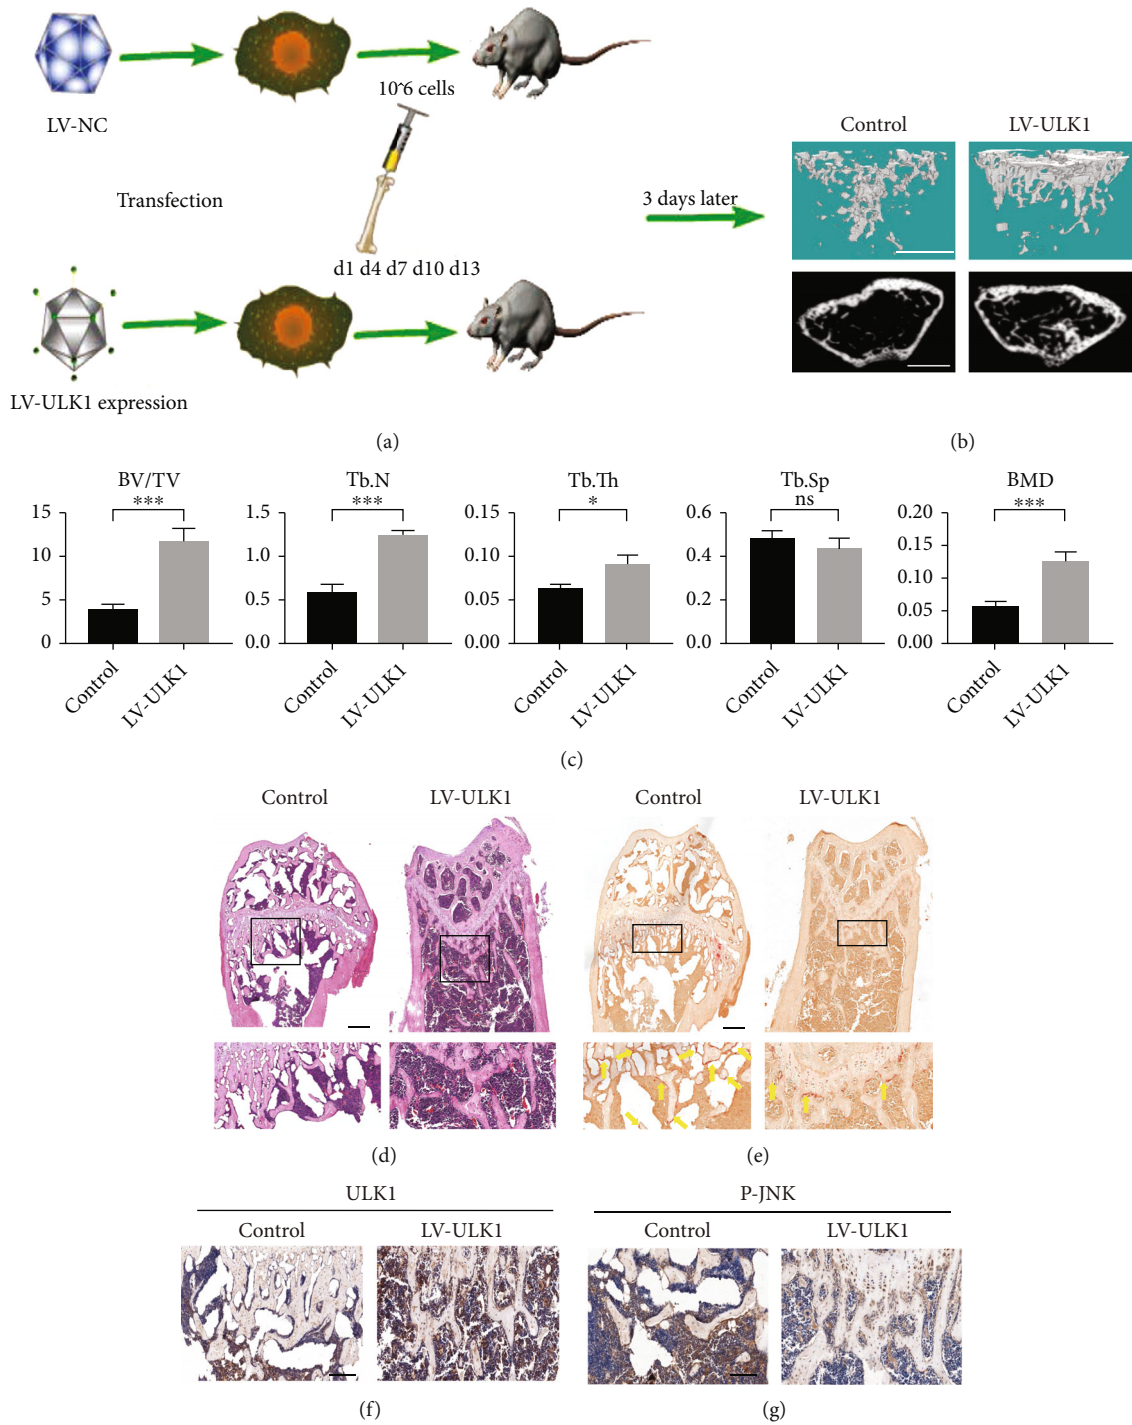 LV-NC
10^6 cells
Transfection
d1 d4 d7 d10 d13
LV-ULK1 expression
3 days later
(a)
Control
LV-ULK1
(b)
BV/TV
***
15
10
5
0
Control
LV-ULK1
Tb.N
***
1.5
1.0
0.5
0.0
Control
LV-ULK1
Tb.Th
*
0.15
0.10
0.05
0.00
Control
LV-ULK1
Tb.Sp
ns
0.6
0.4
0.2
0.0
Control
LV-ULK1
BMD
***
0.20
0.15
0.10
0.05
0.00
Control
LV-ULK1
(c)
Control
LV-ULK1
(d)
Control
LV-ULK1
(e)
ULK1
Control
LV-ULK1
(f)
P-JNK
Control
LV-ULK1
(g)